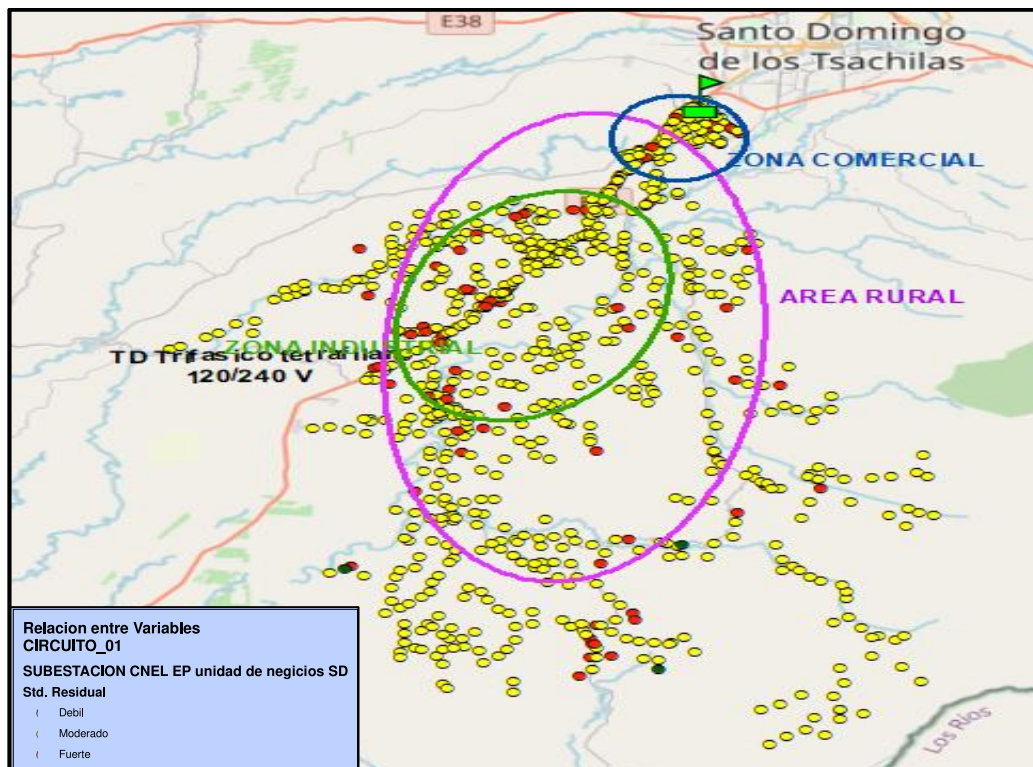 E38
Santo Domingo
de los Tsachilas
ZONA COMERCIAL
AREA RURAL
ZONA INDUSTRIAL
TD Trifasico
120/240 V
Relacion entre Variables
CIRCUITO_01
SUBESTACION CNEL EP unidad de negicios SD
Std. Residual
Debil
Moderado
Fuerte
Los Ríos